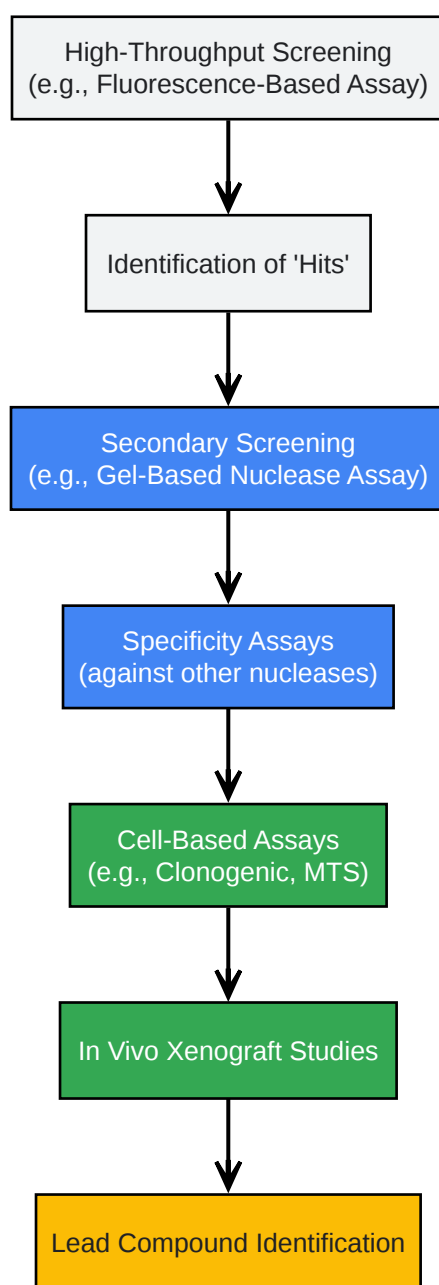 High-Throughput Screening
(e.g., Fluorescence-Based Assay)
Identification of 'Hits'
Secondary Screening
(e.g., Gel-Based Nuclease Assay)
Specificity Assays
(against other nucleases)
Cell-Based Assays
(e.g., Clonogenic, MTS)
In Vivo Xenograft Studies
Lead Compound Identification